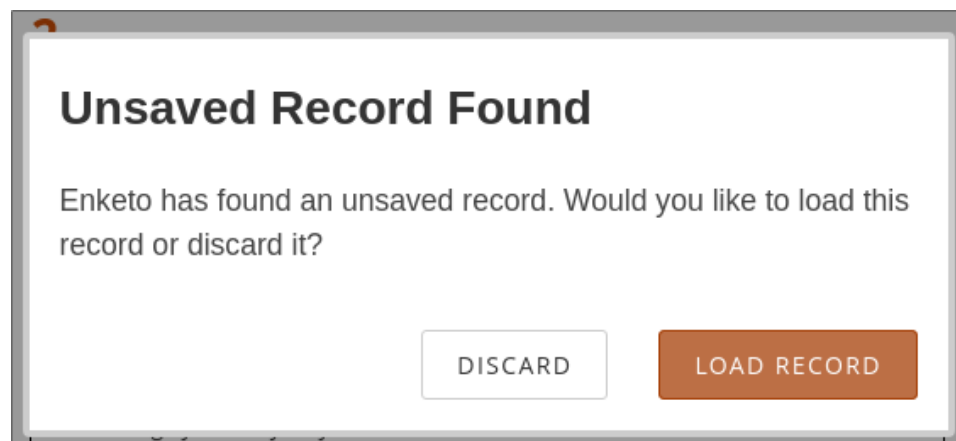 Unsaved Record Found
Enketo has found an unsaved record. Would you like to load this
record or discard it?
DISCARD
LOAD RECORD